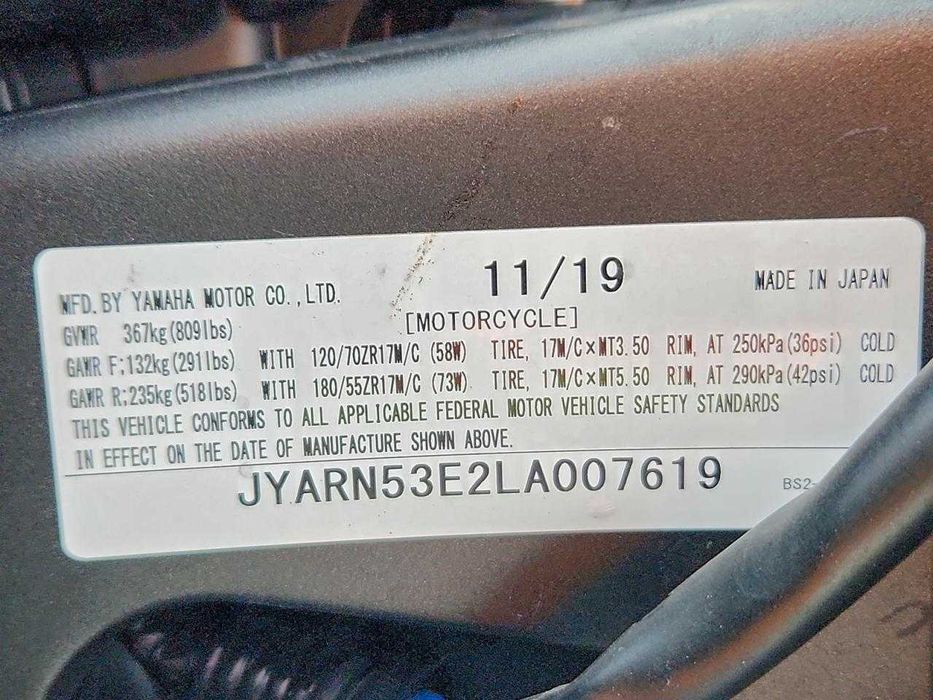 MFD. BY YAMAHA MOTOR CO., LTD. 11/19 MADE IN JAPAN
GVWR 367kg(809lbs) [MOTORCYCLE]
GAWR F:132kg(291lbs) WITH 120/70ZR17M/C (58W) TIRE, 17M/C×MT3.50 RIM, AT 250kPa(36psi) COLD
GAWR R:235kg(518lbs) WITH 180/55ZR17M/C (73W) TIRE, 17M/C×MT5.50 RIM, AT 290kPa(42psi) COLD
THIS VEHICLE CONFORMS TO ALL APPLICABLE FEDERAL MOTOR VEHICLE SAFETY STANDARDS
IN EFFECT ON THE DATE OF MANUFACTURE SHOWN ABOVE.
JYARN53E2LA007619 BS2-